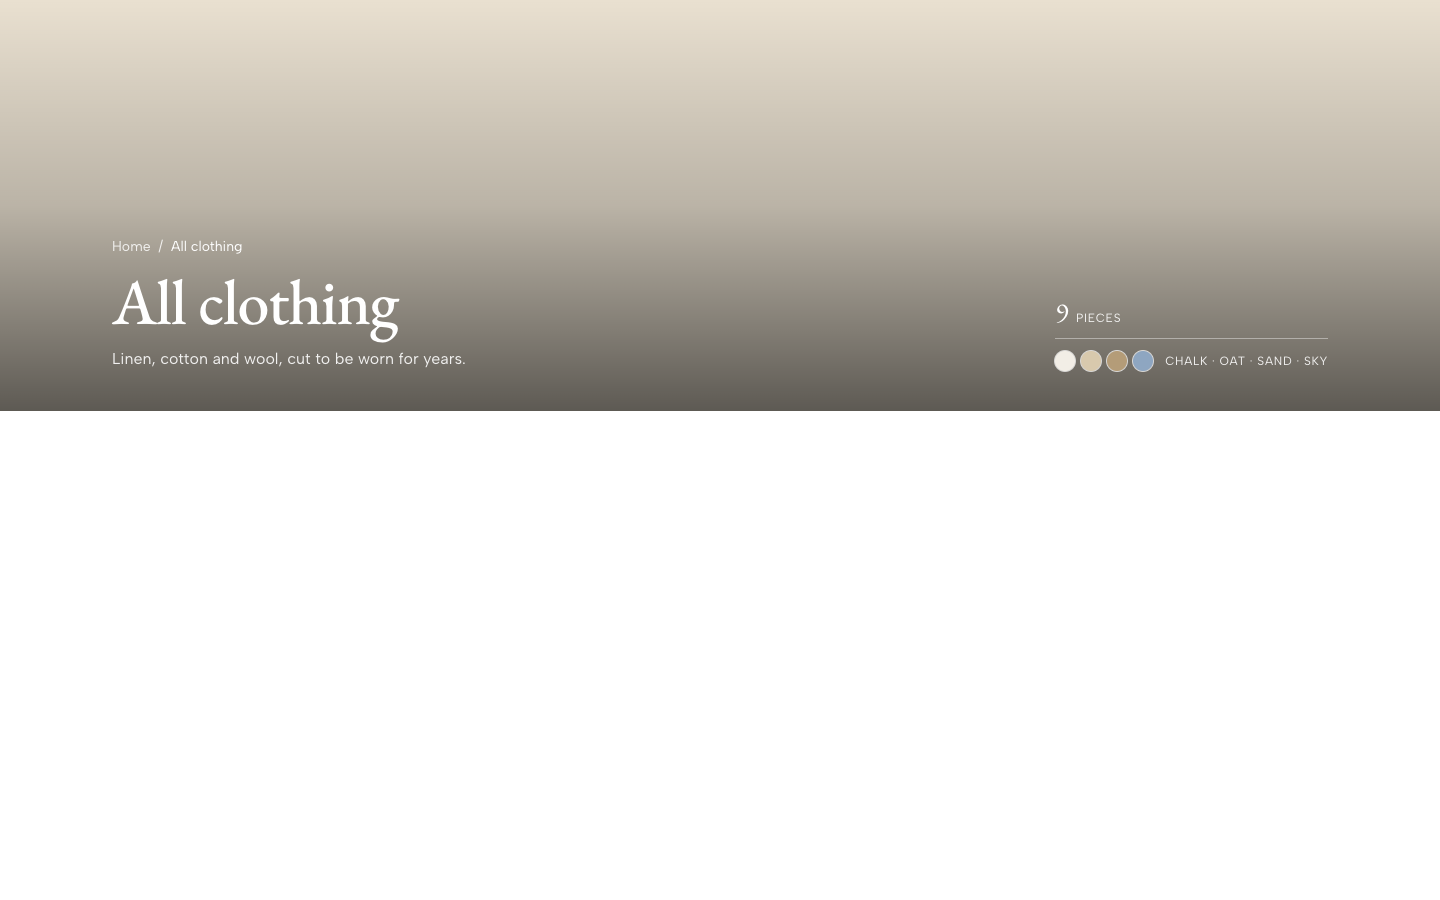 Home / All clothing
All clothing
Linen, cotton and wool, cut to be worn for years.
9 PIECES
CHALK · OAT · SAND · SKY